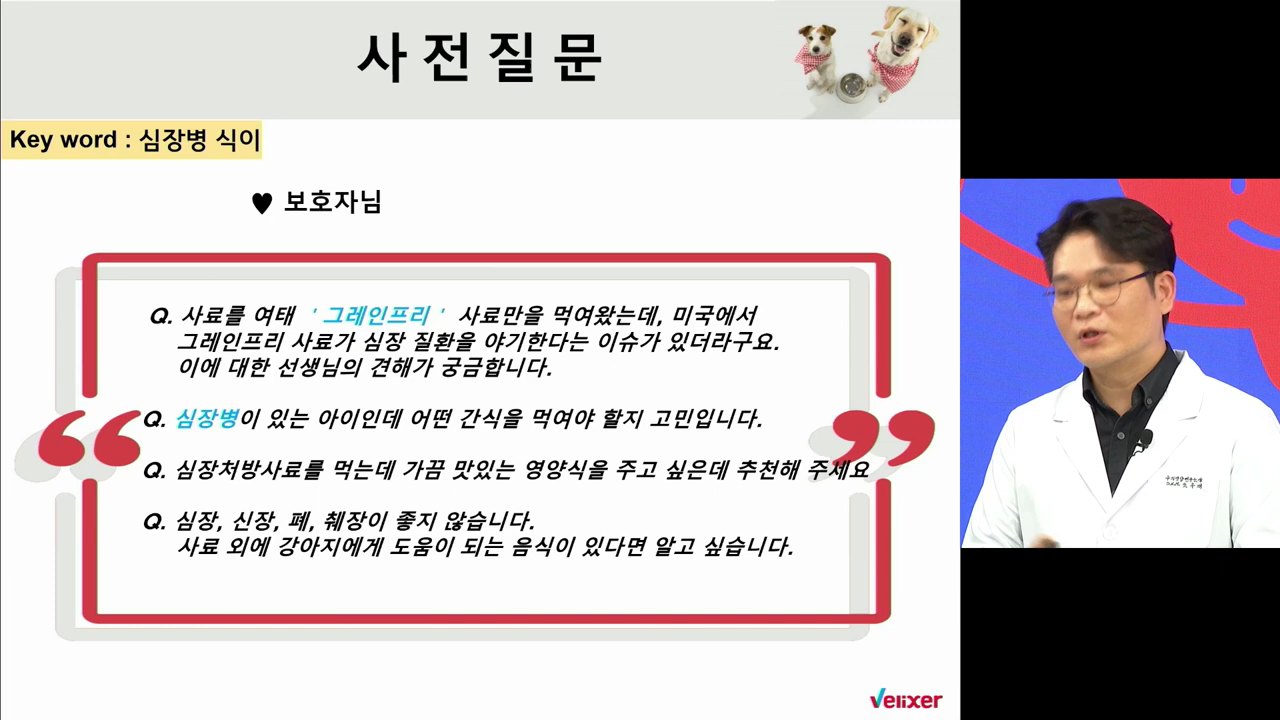 사전질문
Key word : 심장병 식이
♥ 보호자님
Q. 사료를 여태 ' 그레인프리 ' 사료만을 먹여왔는데, 미국에서
그레인프리 사료가 심장 질환을 야기한다는 이슈가 있더라구요.
이에 대한 선생님의 견해가 궁금합니다.
Q. 심장병이 있는 아이인데 어떤 간식을 먹여야 할지 고민입니다.
Q. 심장처방사료를 먹는데 가끔 맛있는 영양식을 주고 싶은데 추천해 주세요
Q. 심장, 신장, 폐, 췌장이 좋지 않습니다.
사료 외에 강아지에게 도움이 되는 음식이 있다면 알고 싶습니다.
Velixer